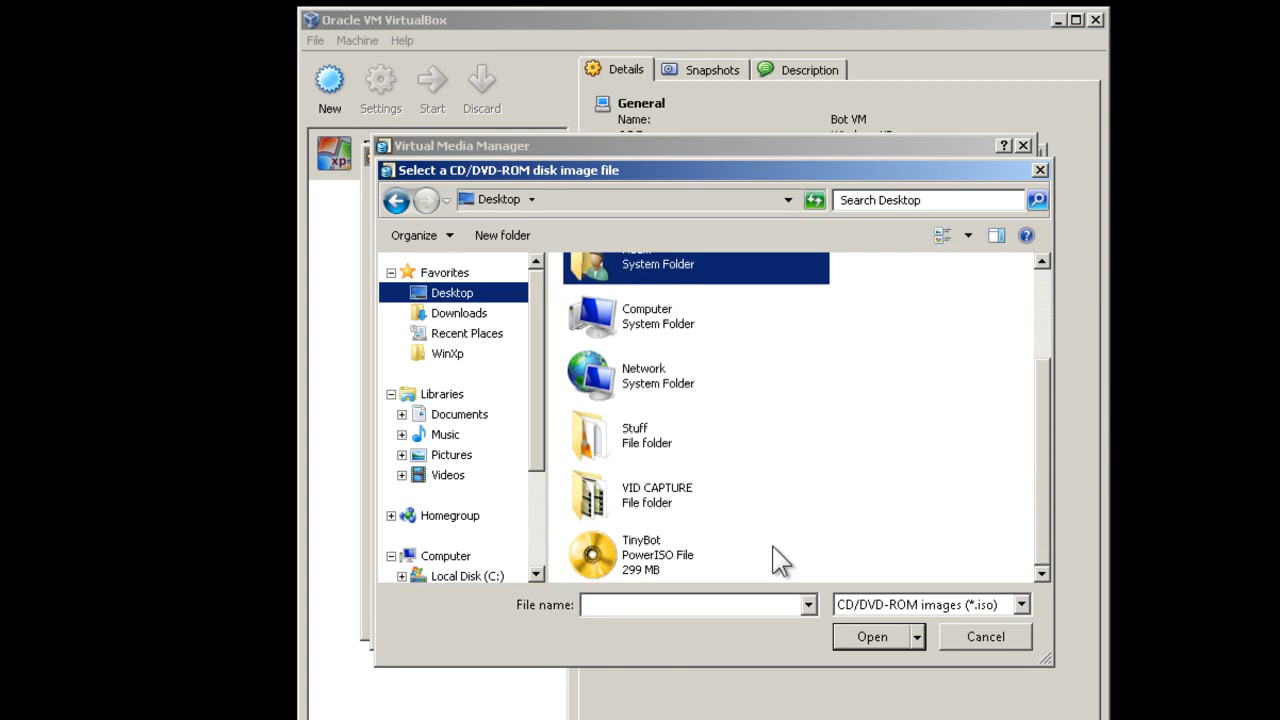 Oracle VM VirtualBox
File Machine Help
New Settings Start Discard
Details Snapshots Description
General
Name: Bot VM
xp
Virtual Media Manager
Select a CD/DVD-ROM disk image file
Desktop
Search Desktop
Organize New folder
Favorites
Desktop
Downloads
Recent Places
WinXp
Libraries
Documents
Music
Pictures
Videos
Homegroup
Computer
Local Disk (C:)
System Folder
Computer
System Folder
Network
System Folder
Stuff
File folder
VID CAPTURE
File folder
TinyBot
PowerISO File
299 MB
File name:
CD/DVD-ROM images (*.iso)
Open Cancel